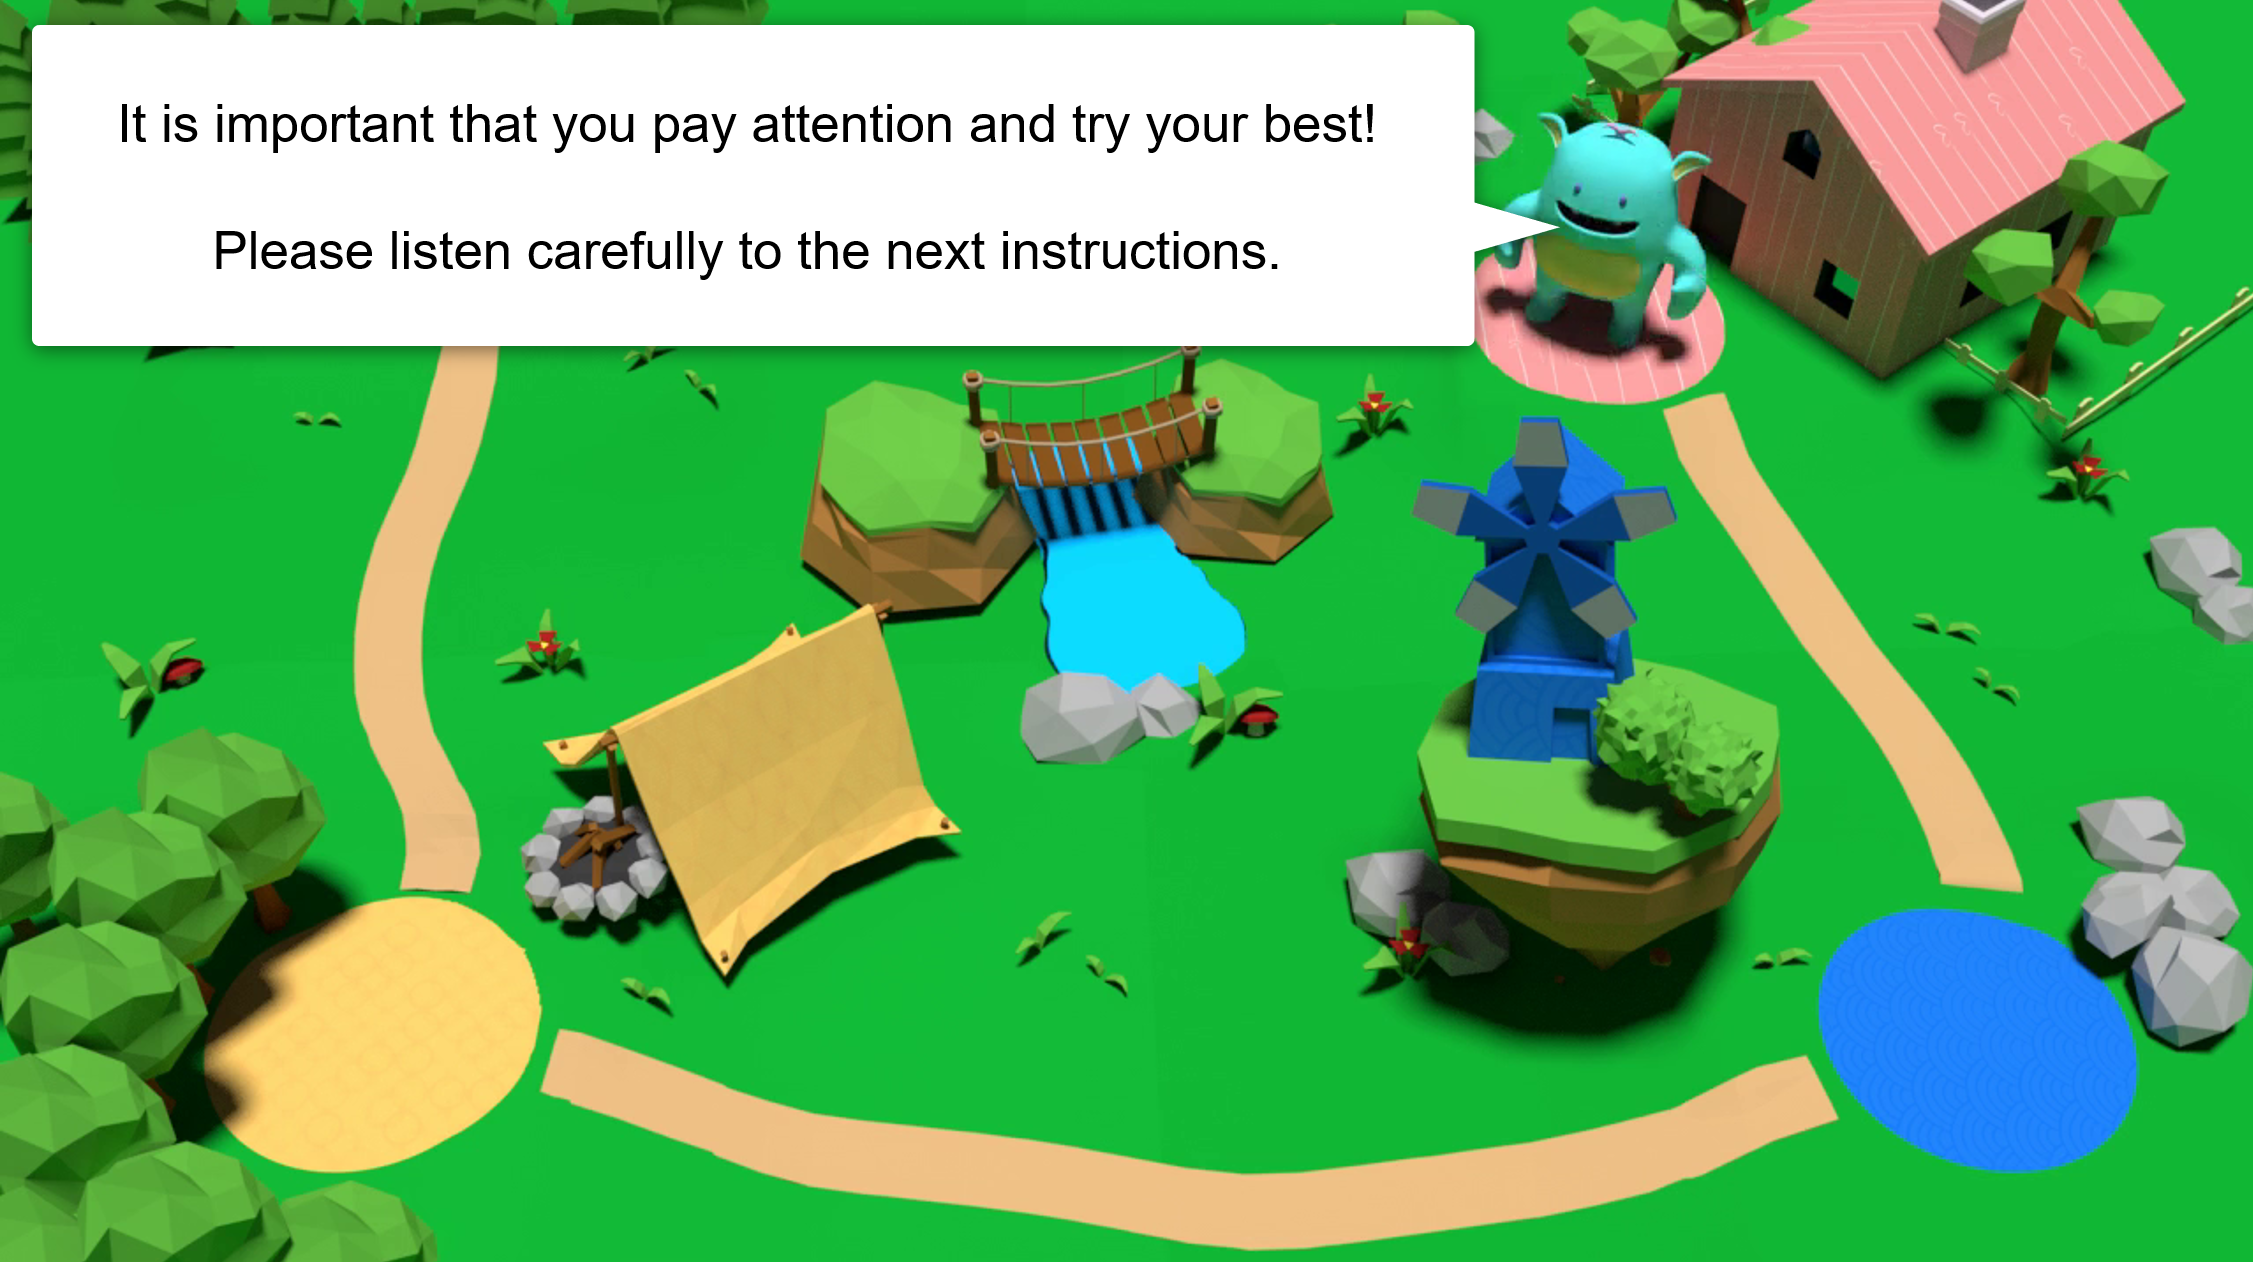 It is important that you pay attention and try your best!
Please listen carefully to the next instructions.